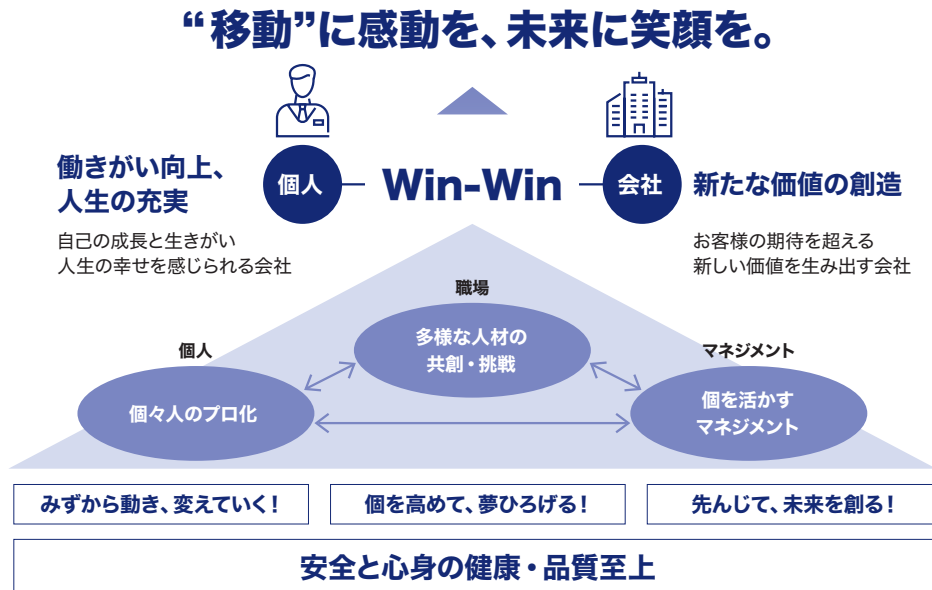 “移動”に感動を、未来に笑顔を。
働きがい向上、
人生の充実
個人
Win-Win
会社
新たな価値の創造
自己の成長と生きがい
人生の幸せを感じられる会社
お客様の期待を超える
新しい価値を生み出す会社
職場
多様な人材の
共創・挑戦
個人
個々人のプロ化
マネジメント
個を活かす
マネジメント
みずから動き、変えていく！
個を高めて、夢ひろげる！
先んじて、未来を創る！
安全と心身の健康・品質至上